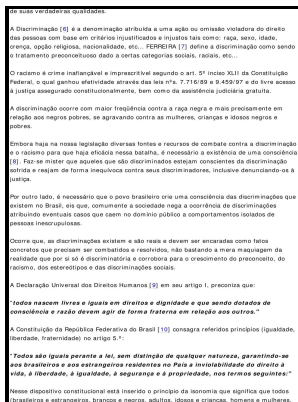 de suas verdadeiras qualidades.
A Discriminação [6] é a denominação atribuída a uma ação ou omissão violadora do direito
das pessoas com base em critérios injustificados e injustos tais como: raça, sexo, idade,
crença, opção religiosa, nacionalidade, etc... FERREIRA [7] define a discriminação como sendo
o tratamento preconceituoso dado a certas categorias sociais, raciais, etc...
O racismo é crime inafiançável e imprescritível segundo o art. 5º inciso XLII da Constituição
Federal, o qual ganhou efetividade através das leis nºs. 7.716/89 e 9.459/97 e do livre acesso
à justiça assegurado constitucionalmente, bem como da assistência judiciária gratuita.
A discriminação ocorre com maior freqüência contra a raça negra e mais precisamente em
relação aos negros pobres, se agravando contra as mulheres, crianças e idosos negros e
pobres.
Embora haja na nossa legislação diversas fontes e recursos de combate contra a discriminação
e o racismo para que haja eficácia nessa batalha, é necessário a existência de uma consciência
[8]. Faz-se mister que aqueles que são discriminados estejam conscientes da discriminação
sofrida e reajam de forma inequívoca contra seus discriminadores, inclusive denunciando-os à
justiça.
Por outro lado, é necessário que o povo brasileiro crie uma consciência das discriminações que
existem no Brasil, eis que, comumente a sociedade nega a ocorrência de discriminações
atribuindo eventuais casos que caem no domínio público a comportamentos isolados de
pessoas inescrupulosas.
Ocorre que, as discriminações existem e são reais e devem ser encaradas como fatos
concretos que precisam ser combatidos e resolvidos, não bastando a mera maquiagem da
realidade que por si só é discriminatória e corrobora para o crescimento do preconceito, do
racismo, dos estereótipos e das discriminações sociais.
A Declaração Universal dos Direitos Humanos [9] em seu artigo I, preconiza que:
"todos nascem livres e iguais em direitos e dignidade e que sendo dotados de
consciência e razão devem agir de forma fraterna em relação aos outros."
A Constituição da República Federativa do Brasil [10] consagra referidos princípios (igualdade,
liberdade, fraternidade) no artigo 5.º:
"Todos são iguais perante a lei, sem distinção de qualquer natureza, garantindo-se
aos brasileiros e aos estrangeiros residentes no País a inviolabilidade do direito à
vida, à liberdade, à igualdade, à segurança e à propriedade, nos termos seguintes:"
Nesse dispositivo constitucional está inserido o princípio da isonomia que significa que todos
(brasileiros e estrangeiros, brancos e negros, adultos, idosos e crianças, homens e mulheres,